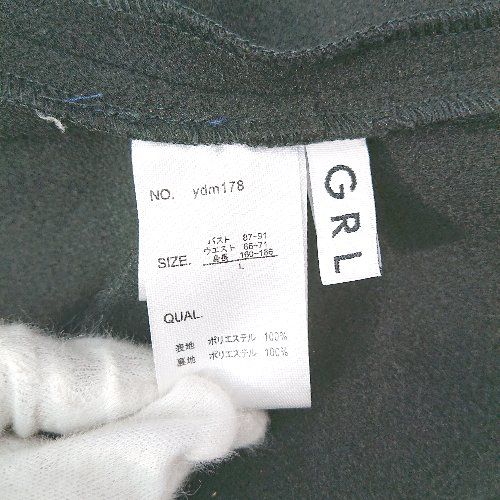 NO. ydm178
バスト 87-91
ウエスト 66-71
SIZE. 身長 160-166
L
QUAL.
表地 ポリエステル 100%
裏地 ポリエステル 100%
GRL